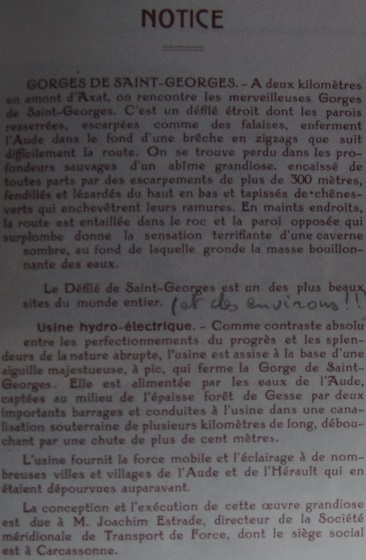 NOTICE
GORGES DE SAINT-GEORGES. - A deux kilomètres
en amont d'Axat, on rencontre les merveilleuses Gorges
de Saint-Georges. C'est un défilé étroit dont les parois
resserrées, escarpées comme des falaises, enferment
l'Aude dans le fond d'une brêche en zigzags que suit
difficilement la route. On se trouve perdu dans les pro-
fondeurs sauvages d'un abîme grandiose, encaissé de
toutes parts par des escarpements de plus de 300 mètres,
fendillés et lézardés du haut en bas et tapissés de chênes-
verts qui enchevêtrent leurs ramures. En maints endroits,
la route est entaillée dans le roc et la paroi opposée qui
surplombe donne la sensation terrifiante d'une caverne
sombre, au fond de laquelle gronde la masse bouillon-
nante des eaux.
Le Défilé de Saint-Georges est un des plus beaux
sites du monde entier. (et des environs!!!)
Usine hydro-électrique. - Comme contraste absolu
entre les perfectionnements du progrès et les splen-
deurs de la nature abrupte, l'usine est assise à la base d'une
aiguille majestueuse, à pic, qui ferme la Gorge de Saint-
Georges. Elle est alimentée par les eaux de l'Aude,
captées au milieu de l'épaisse forêt de Gesse par deux
importants barrages et conduites à l'usine dans une cana-
lisation souterraine de plusieurs kilomètres de long, débou-
chant par une chute de plus de cent mètres.
L'usine fournit la force mobile et l'éclairage à de nom-
breuses villes et villages de l'Aude et de l'Hérault qui en
étaient dépourvues auparavant.
La conception et l'exécution de cette œuvre grandiose
est due à M. Joachim Estrade, directeur de la Société
méridionale de Transport de Force, dont le siège social
est à Carcassonne.